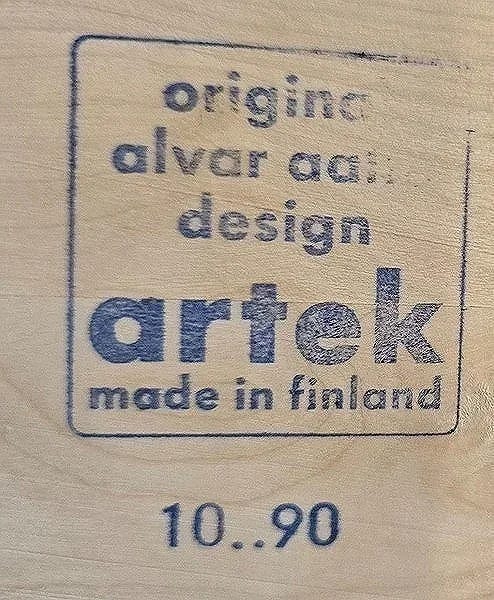 origina
alvar aa
design
artek
made in finland
10..90